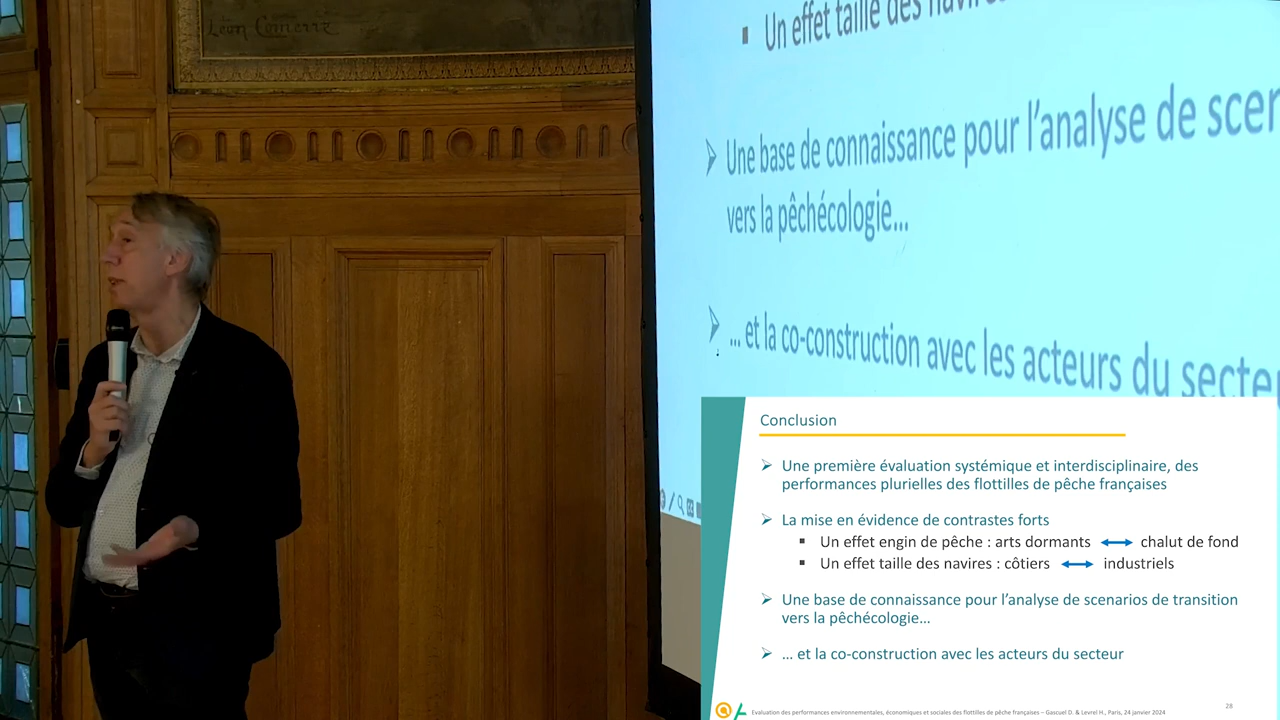 Léon Comerre
▪ Un effet taille des navires
➢ Une base de connaissance pour l'analyse de scen
vers la pêchécologie...
➢ ... et la co-construction avec les acteurs du secteu
Conclusion
➢ Une première évaluation systémique et interdisciplinaire, des
performances plurielles des flottilles de pêche françaises
➢ La mise en évidence de contrastes forts
▪ Un effet engin de pêche : arts dormants ↔ chalut de fond
▪ Un effet taille des navires : côtiers ↔ industriels
➢ Une base de connaissance pour l'analyse de scenarios de transition
vers la pêchécologie...
➢ ... et la co-construction avec les acteurs du secteur
Evaluation des performances environnementales, économiques et sociales des flottilles de pêche françaises – Gascuel D. & Levrel H., Paris, 24 janvier 2024
28